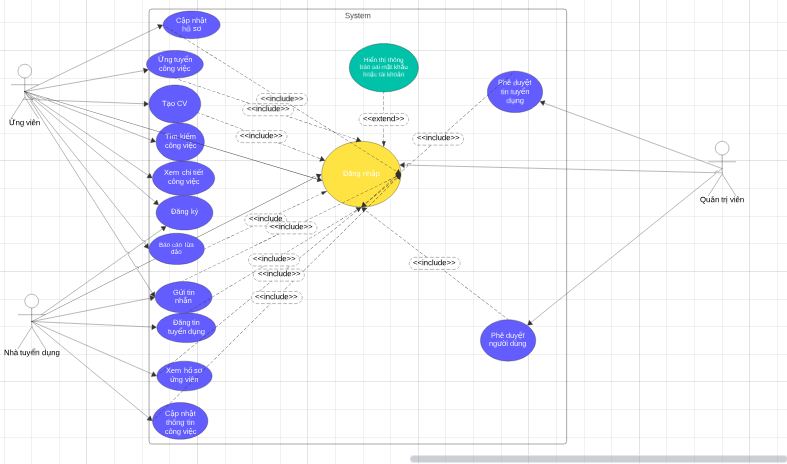 System
Cập nhật
hồ sơ
Ứng tuyển
công việc
Tạo CV
Tìm kiếm
công việc
Xem chi tiết
công việc
Đăng ký
Báo cáo lừa
đảo
Gửi tin
nhắn
Đăng tin
tuyển dụng
Xem hồ sơ
ứng viên
Cập nhật
thông tin
công việc
Ứng viên
Nhà tuyển dụng
Hiển thị thông
báo sai mật khẩu
hoặc tài khoản
<<extend>>
Đăng nhập
<<include>>
<<include>>
<<include>>
<<include>>
<<include
<<include>>
<<include>>
<<include>>
<<include>>
<<include>>
Phê duyệt
tin tuyển
dụng
Phê duyệt
người dùng
Quản trị viên